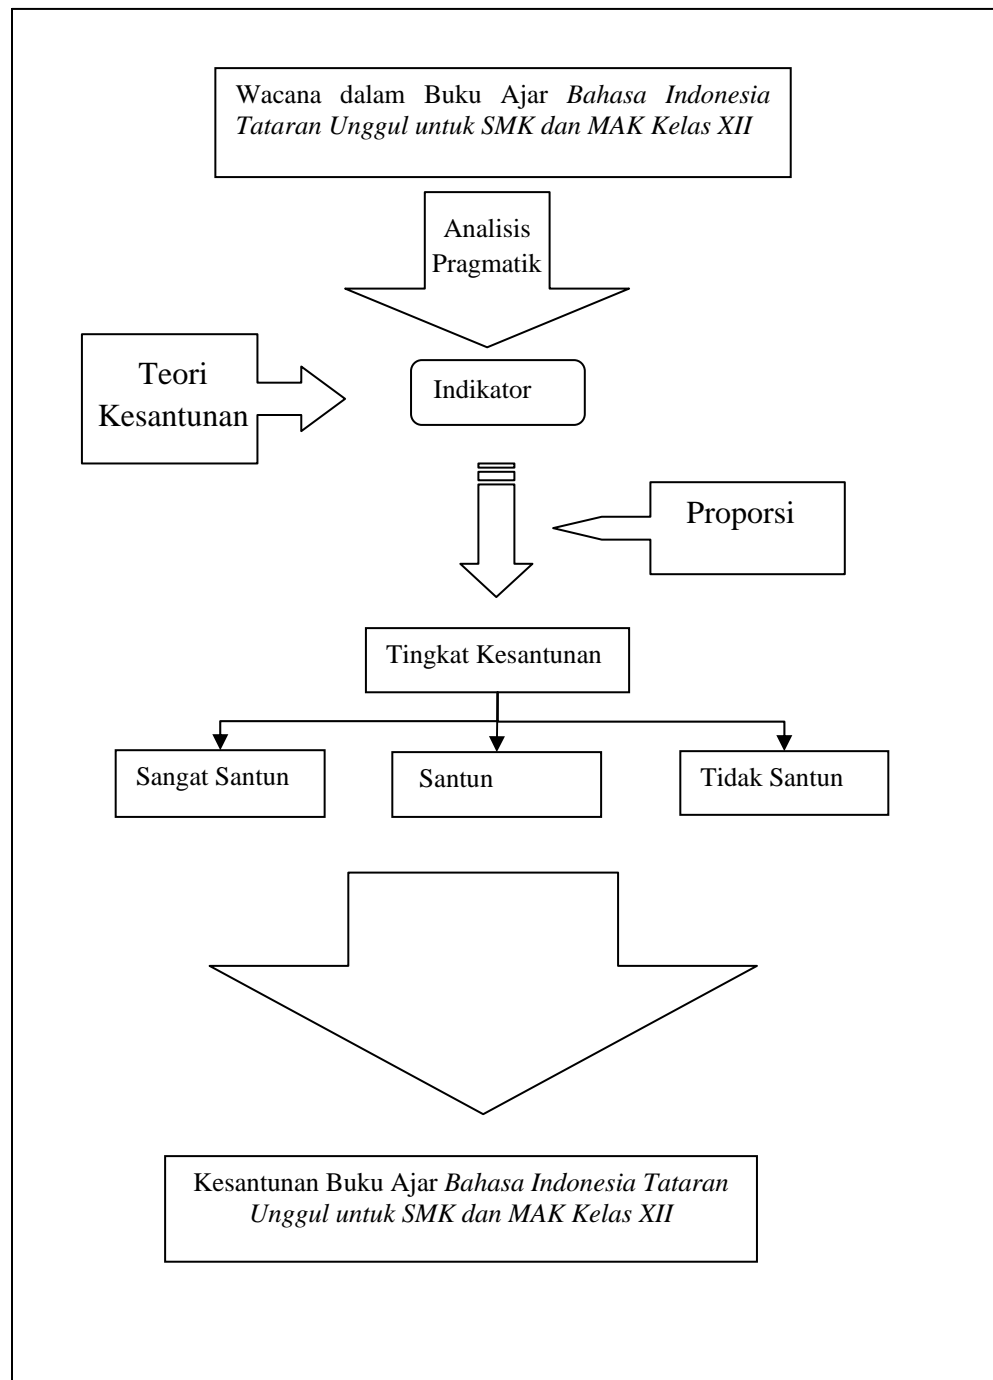 Wacana dalam Buku Ajar Bahasa Indonesia
Tataran Unggul untuk SMK dan MAK Kelas XII
Analisis
Pragmatik
Teori
Kesantunan
Indikator
Proporsi
Tingkat Kesantunan
Sangat Santun
Santun
Tidak Santun
Kesantunan Buku Ajar Bahasa Indonesia Tataran
Unggul untuk SMK dan MAK Kelas XII